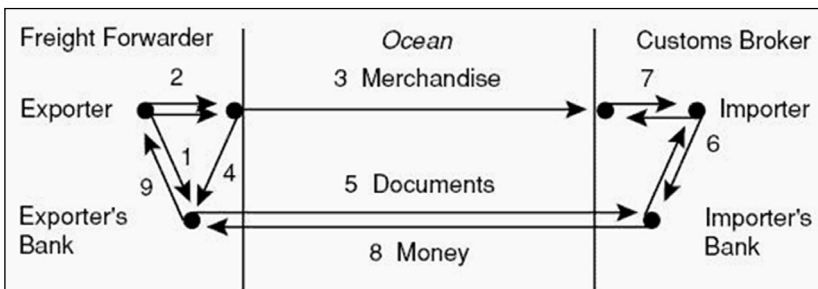 Freight Forwarder
Ocean
Customs Broker
2
3 Merchandise
7
Exporter
Importer
1
4
6
9
5 Documents
Exporter's
Bank
Importer's
Bank
8 Money